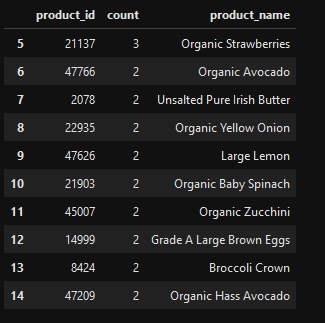 product_id count product_name
5 21137 3 Organic Strawberries
6 47766 2 Organic Avocado
7 2078 2 Unsalted Pure Irish Butter
8 22935 2 Organic Yellow Onion
9 47626 2 Large Lemon
10 21903 2 Organic Baby Spinach
11 45007 2 Organic Zucchini
12 14999 2 Grade A Large Brown Eggs
13 8424 2 Broccoli Crown
14 47209 2 Organic Hass Avocado